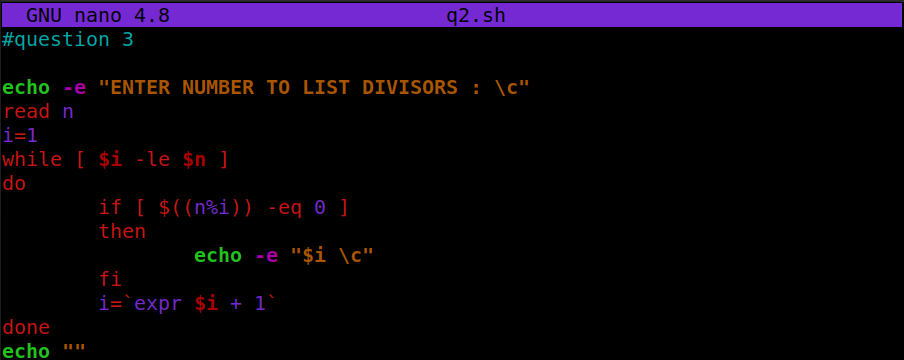 GNU nano 4.8 q2.sh
#question 3
echo -e "ENTER NUMBER TO LIST DIVISORS : \c"
read n
i=1
while [ $i -le $n ]
do
if [ $((n%i)) -eq 0 ]
then
echo -e "$i \c"
fi
i=`expr $i + 1`
done
echo ""